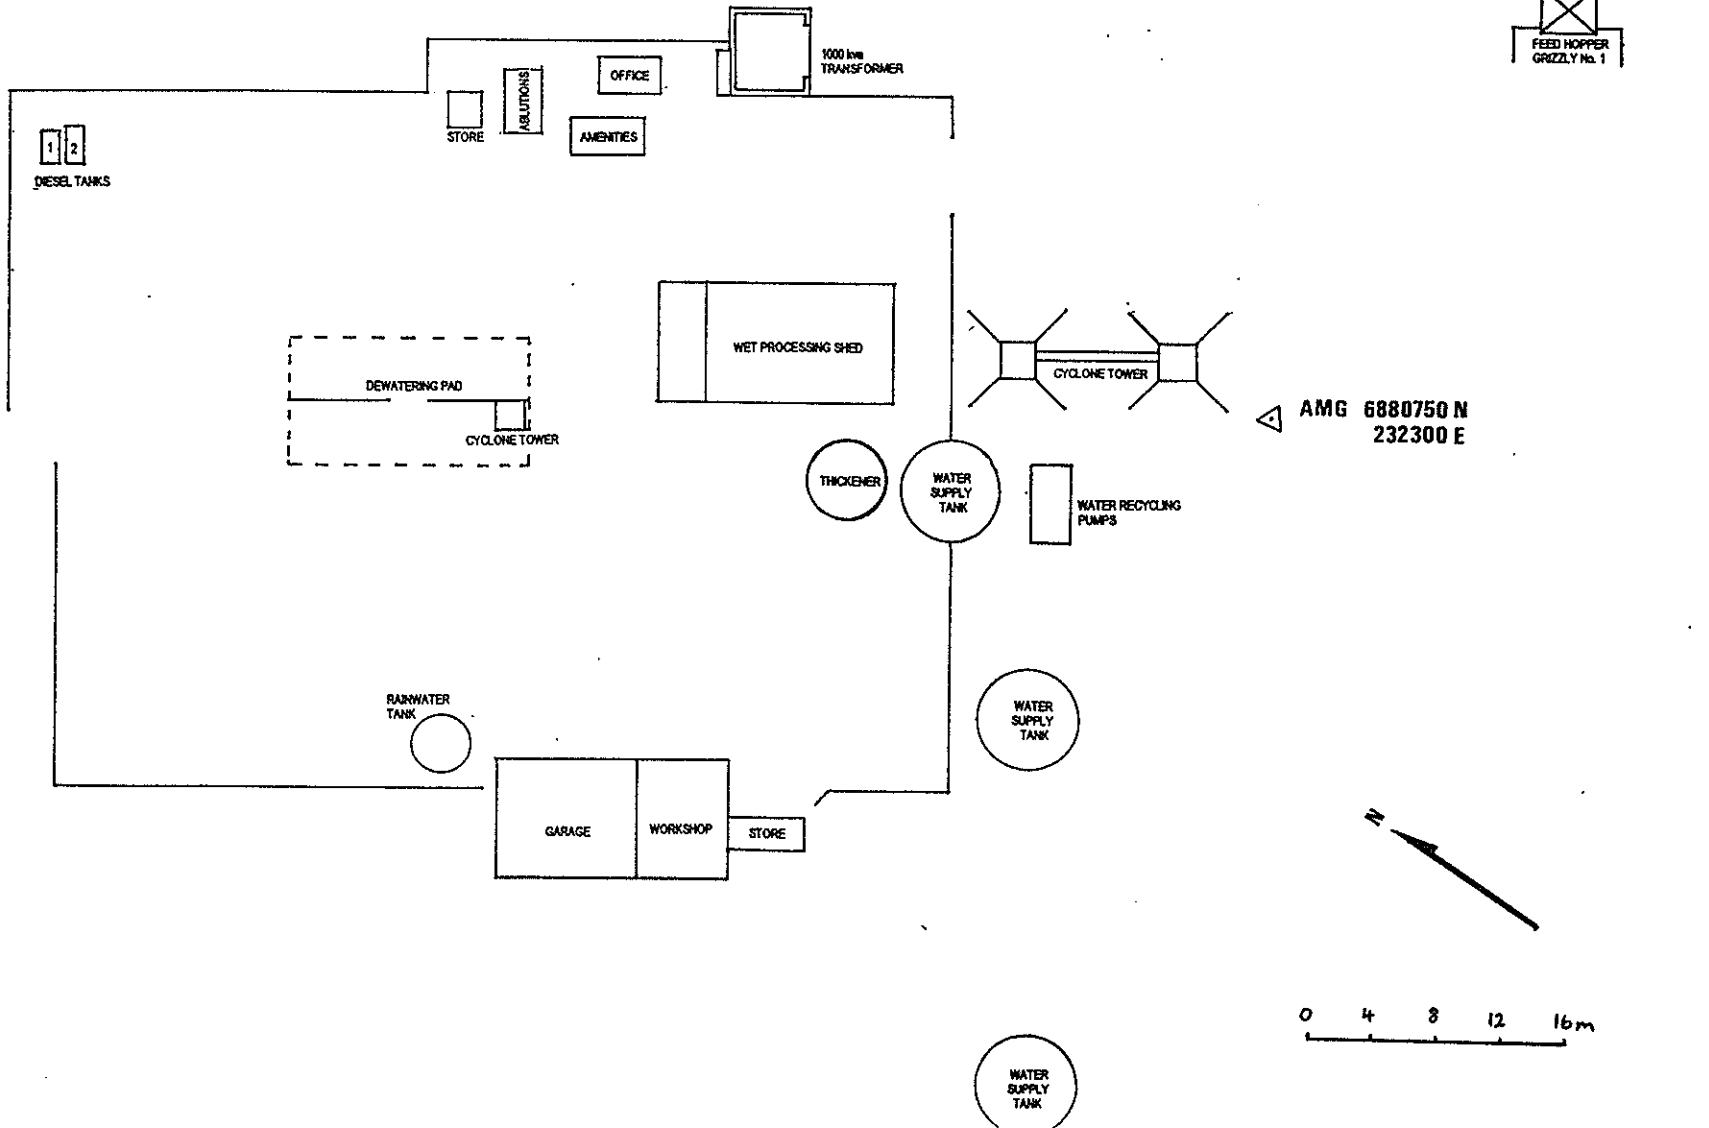 FEED HOPPER
GRIZZLY No. 1
1000 kva
TRANSFORMER
OFFICE
ABLUTIONS
STORE
AMENITIES
1
2
DIESEL TANKS
WET PROCESSING SHED
CYCLONE TOWER
DEWATERING PAD
CYCLONE TOWER
AMG 6880750 N
232300 E
THICKENER
WATER
SUPPLY
TANK
WATER RECYCLING
PUMPS
RAINWATER
TANK
WATER
SUPPLY
TANK
GARAGE
WORKSHOP
STORE
N
0 4 8 12 16m
WATER
SUPPLY
TANK